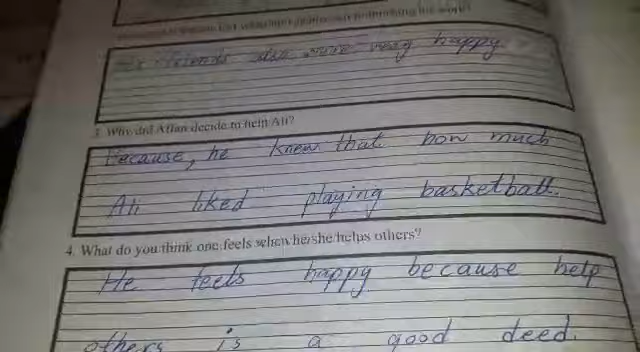 friends also were very happy.
3. Why did Affan decide to help Ali?
Because, he knew that how much
Ali liked playing basketball.
4. What do you think one feels when he/she helps others?
He feels happy because help
others is a good deed.